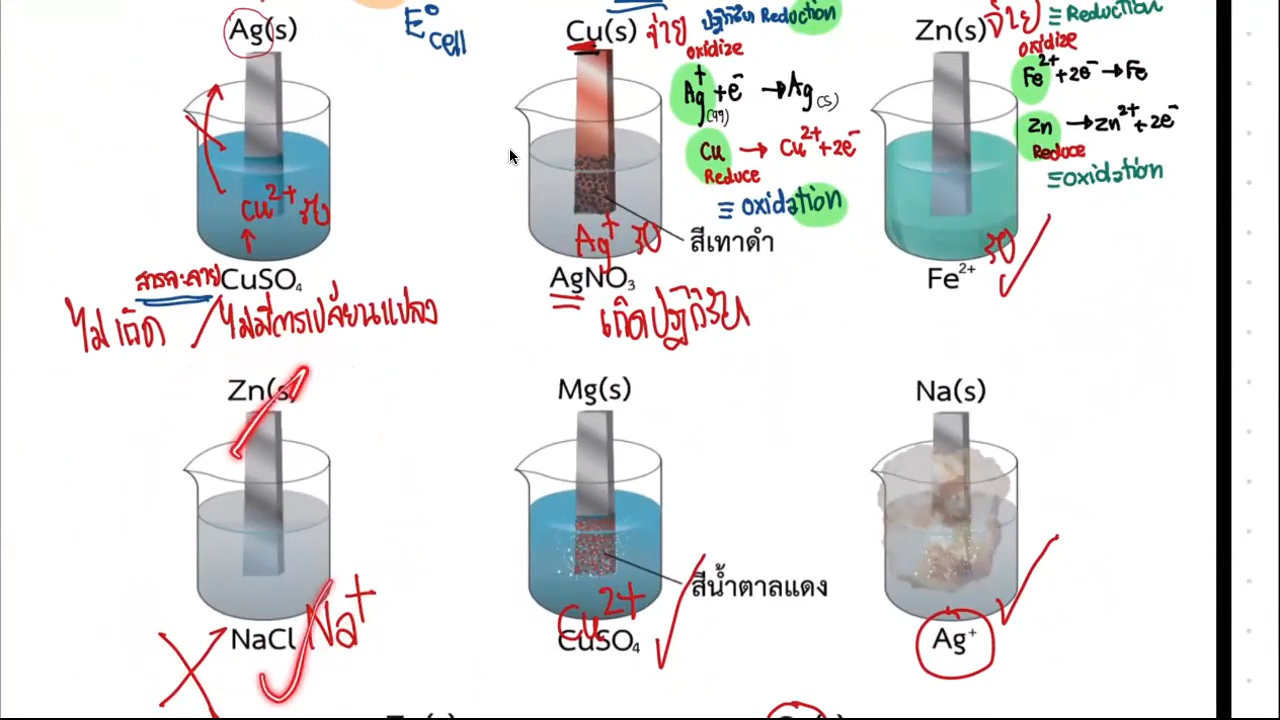 Ag(s)
E°cell
Cu(s) จ่าย ปฏิกิริยา Reduction
oxidize
Ag⁺(aq) + e⁻ → Ag(s)
Cu → Cu²⁺ + 2e⁻
Reduce
≡ oxidation
Zn(s) จ่าย ≡ Reduction
oxidize
Fe²⁺ + 2e⁻ → Fe
Zn → Zn²⁺ + 2e⁻
Reduce
≡ oxidation
Cu²⁺ รับ
สารละลาย CuSO₄
ไม่เกิด / ไม่มีการเปลี่ยนแปลง
Ag⁺ รับ
สีเทาดำ
AgNO₃
เกิดปฏิกิริยา
รับ
Fe²⁺
Zn(s)
NaCl Na⁺
Mg(s)
สีน้ำตาลแดง
Cu²⁺
CuSO₄
Na(s)
Ag⁺